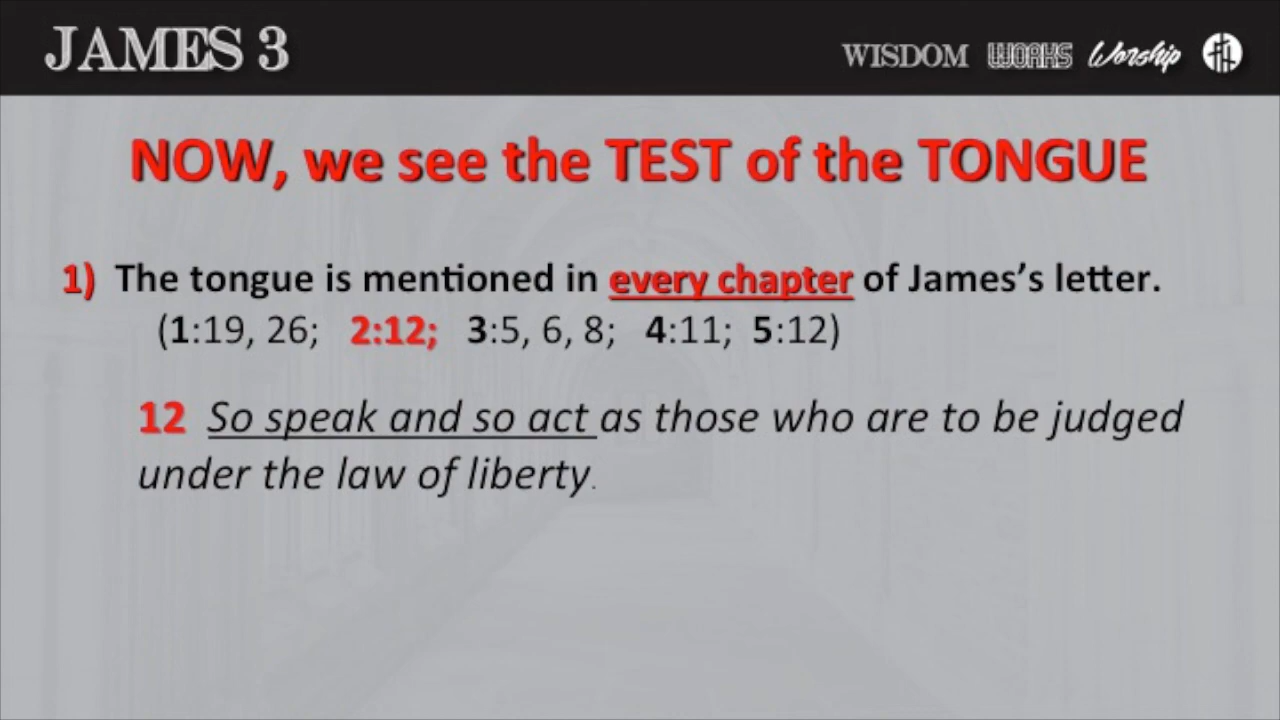 JAMES 3
WISDOM WORKS Worship
NOW, we see the TEST of the TONGUE
1) The tongue is mentioned in every chapter of James’s letter.
(1:19, 26; 2:12; 3:5, 6, 8; 4:11; 5:12)
12 So speak and so act as those who are to be judged
under the law of liberty.